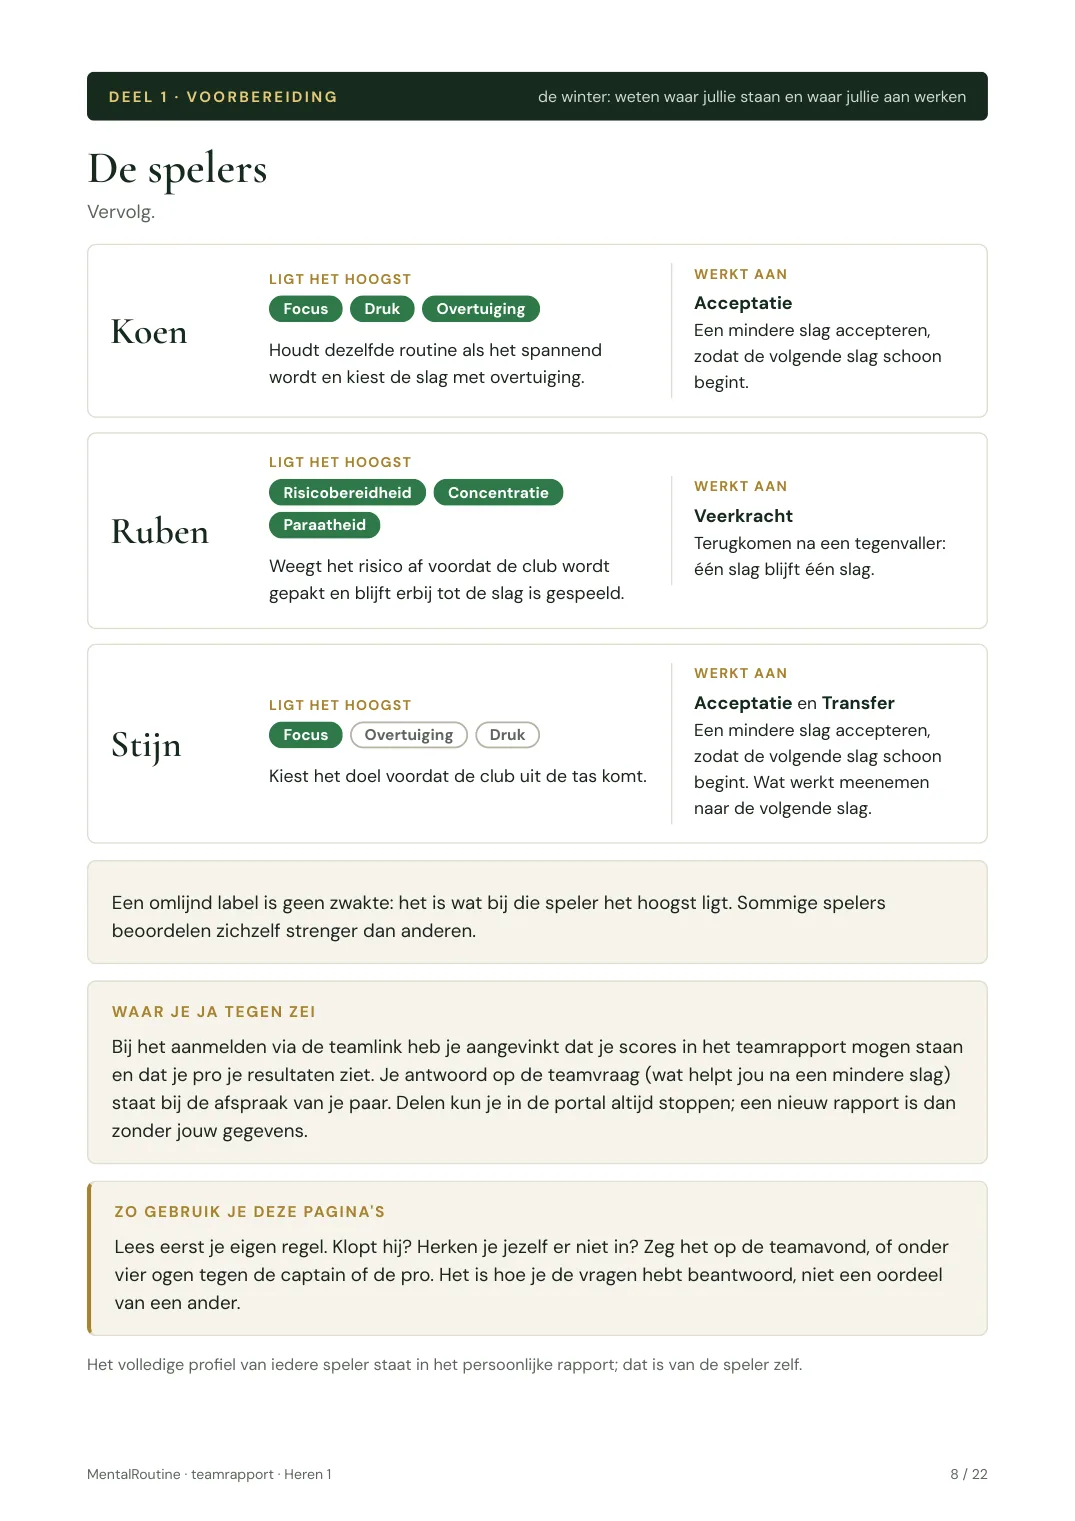 DEEL 1 · VOORBEREIDING
de winter: weten waar jullie staan en waar jullie aan werken
De spelers
Vervolg.
Koen
LIGT HET HOOGST
Focus Druk Overtuiging
Houdt dezelfde routine als het spannend
wordt en kiest de slag met overtuiging.
WERKT AAN
Acceptatie
Een mindere slag accepteren,
zodat de volgende slag schoon
begint.
Ruben
LIGT HET HOOGST
Risicobereidheid Concentratie
Paraatheid
Weegt het risico af voordat de club wordt
gepakt en blijft erbij tot de slag is gespeeld.
WERKT AAN
Veerkracht
Terugkomen na een tegenvaller:
één slag blijft één slag.
Stijn
LIGT HET HOOGST
Focus Overtuiging Druk
Kiest het doel voordat de club uit de tas komt.
WERKT AAN
Acceptatie en Transfer
Een mindere slag accepteren,
zodat de volgende slag schoon
begint. Wat werkt meenemen
naar de volgende slag.
Een omlijnd label is geen zwakte: het is wat bij die speler het hoogst ligt. Sommige spelers
beoordelen zichzelf strenger dan anderen.
WAAR JE JA TEGEN ZEI
Bij het aanmelden via de teamlink heb je aangevinkt dat je scores in het teamrapport mogen staan
en dat je pro je resultaten ziet. Je antwoord op de teamvraag (wat helpt jou na een mindere slag)
staat bij de afspraak van je paar. Delen kun je in de portal altijd stoppen; een nieuw rapport is dan
zonder jouw gegevens.
ZO GEBRUIK JE DEZE PAGINA'S
Lees eerst je eigen regel. Klopt hij? Herken je jezelf er niet in? Zeg het op de teamavond, of onder
vier ogen tegen de captain of de pro. Het is hoe je de vragen hebt beantwoord, niet een oordeel
van een ander.
Het volledige profiel van iedere speler staat in het persoonlijke rapport; dat is van de speler zelf.
MentalRoutine · teamrapport · Heren 1
8 / 22